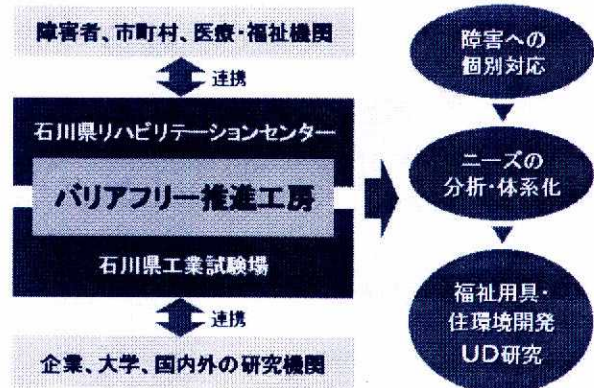 障害者、市町村、医療・福祉機関
連携
石川県リハビリテーションセンター
バリアフリー推進工房
石川県工業試験場
連携
企業、大学、国内外の研究機関
障害への
個別対応
ニーズの
分析・体系化
福祉用具・
住環境開発
UD研究